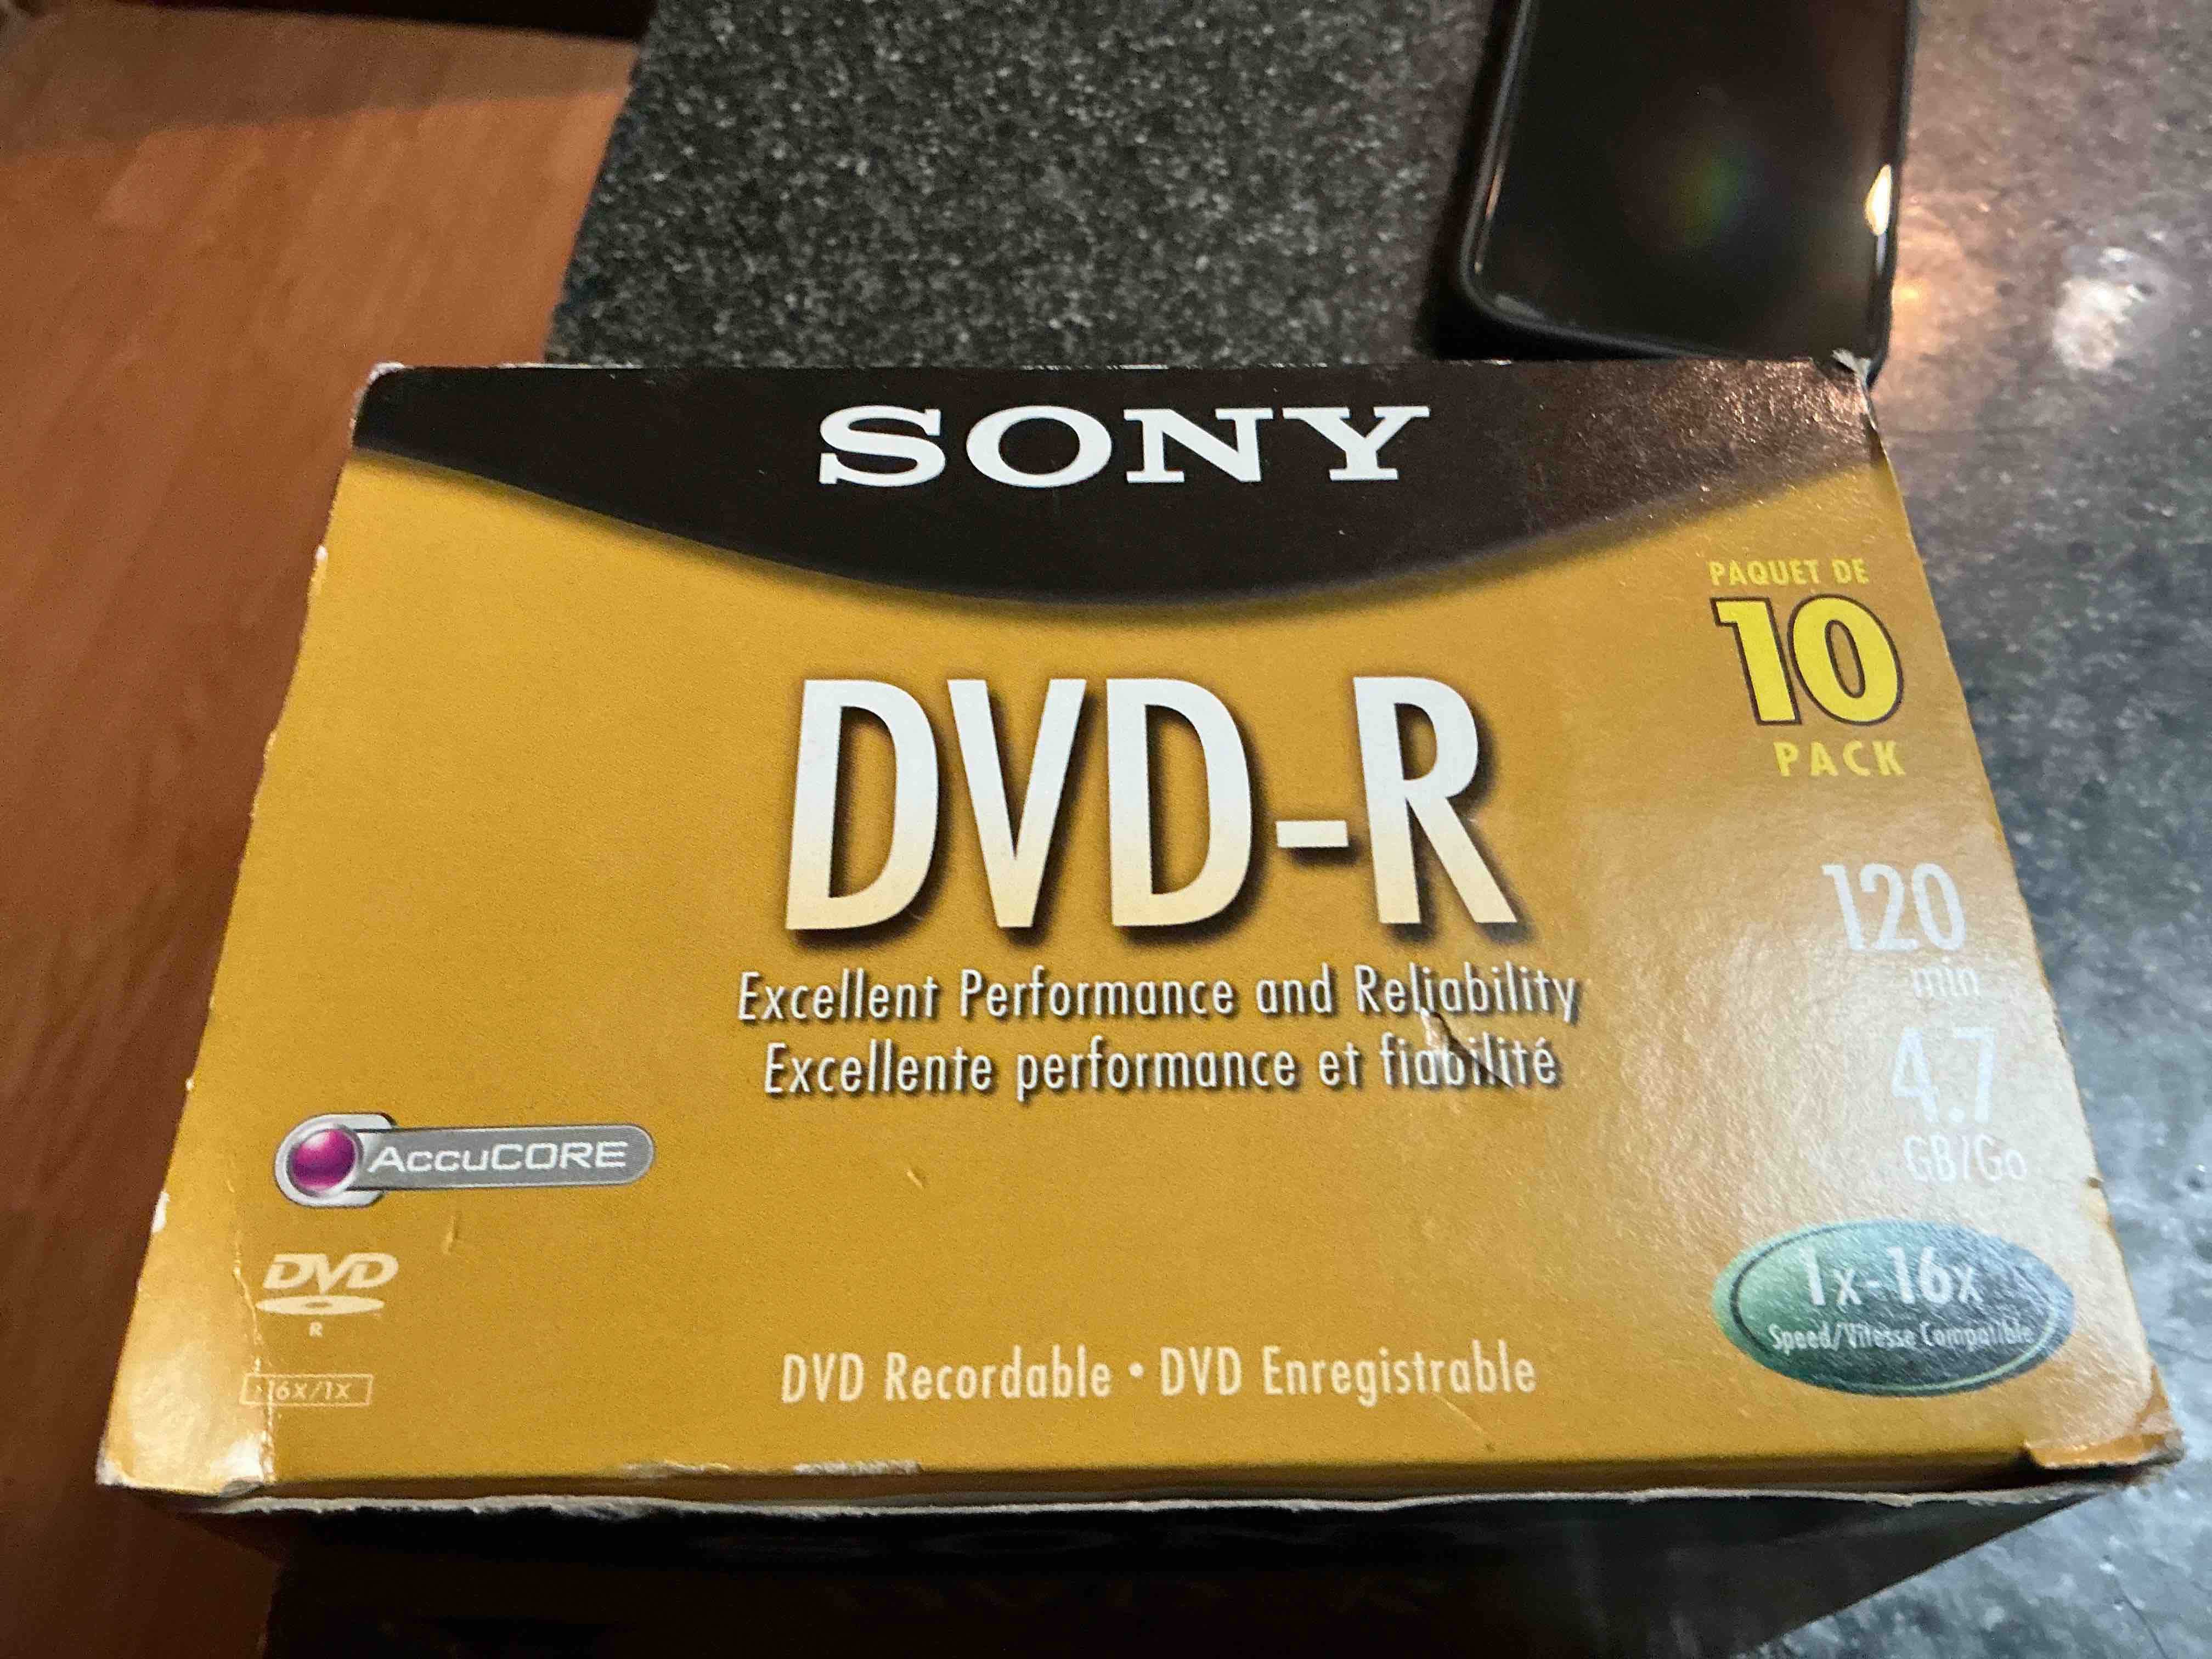 SONY
PAQUET DE
10
PACK
DVD-R
Excellent Performance and Reliability
Excellente performance et fiabilité
120
min
4.7
GB/Go
AccuCORE
DVD
R
16X/1X
1x-16x
Speed/Vitesse Compatible
DVD Recordable • DVD Enregistrable